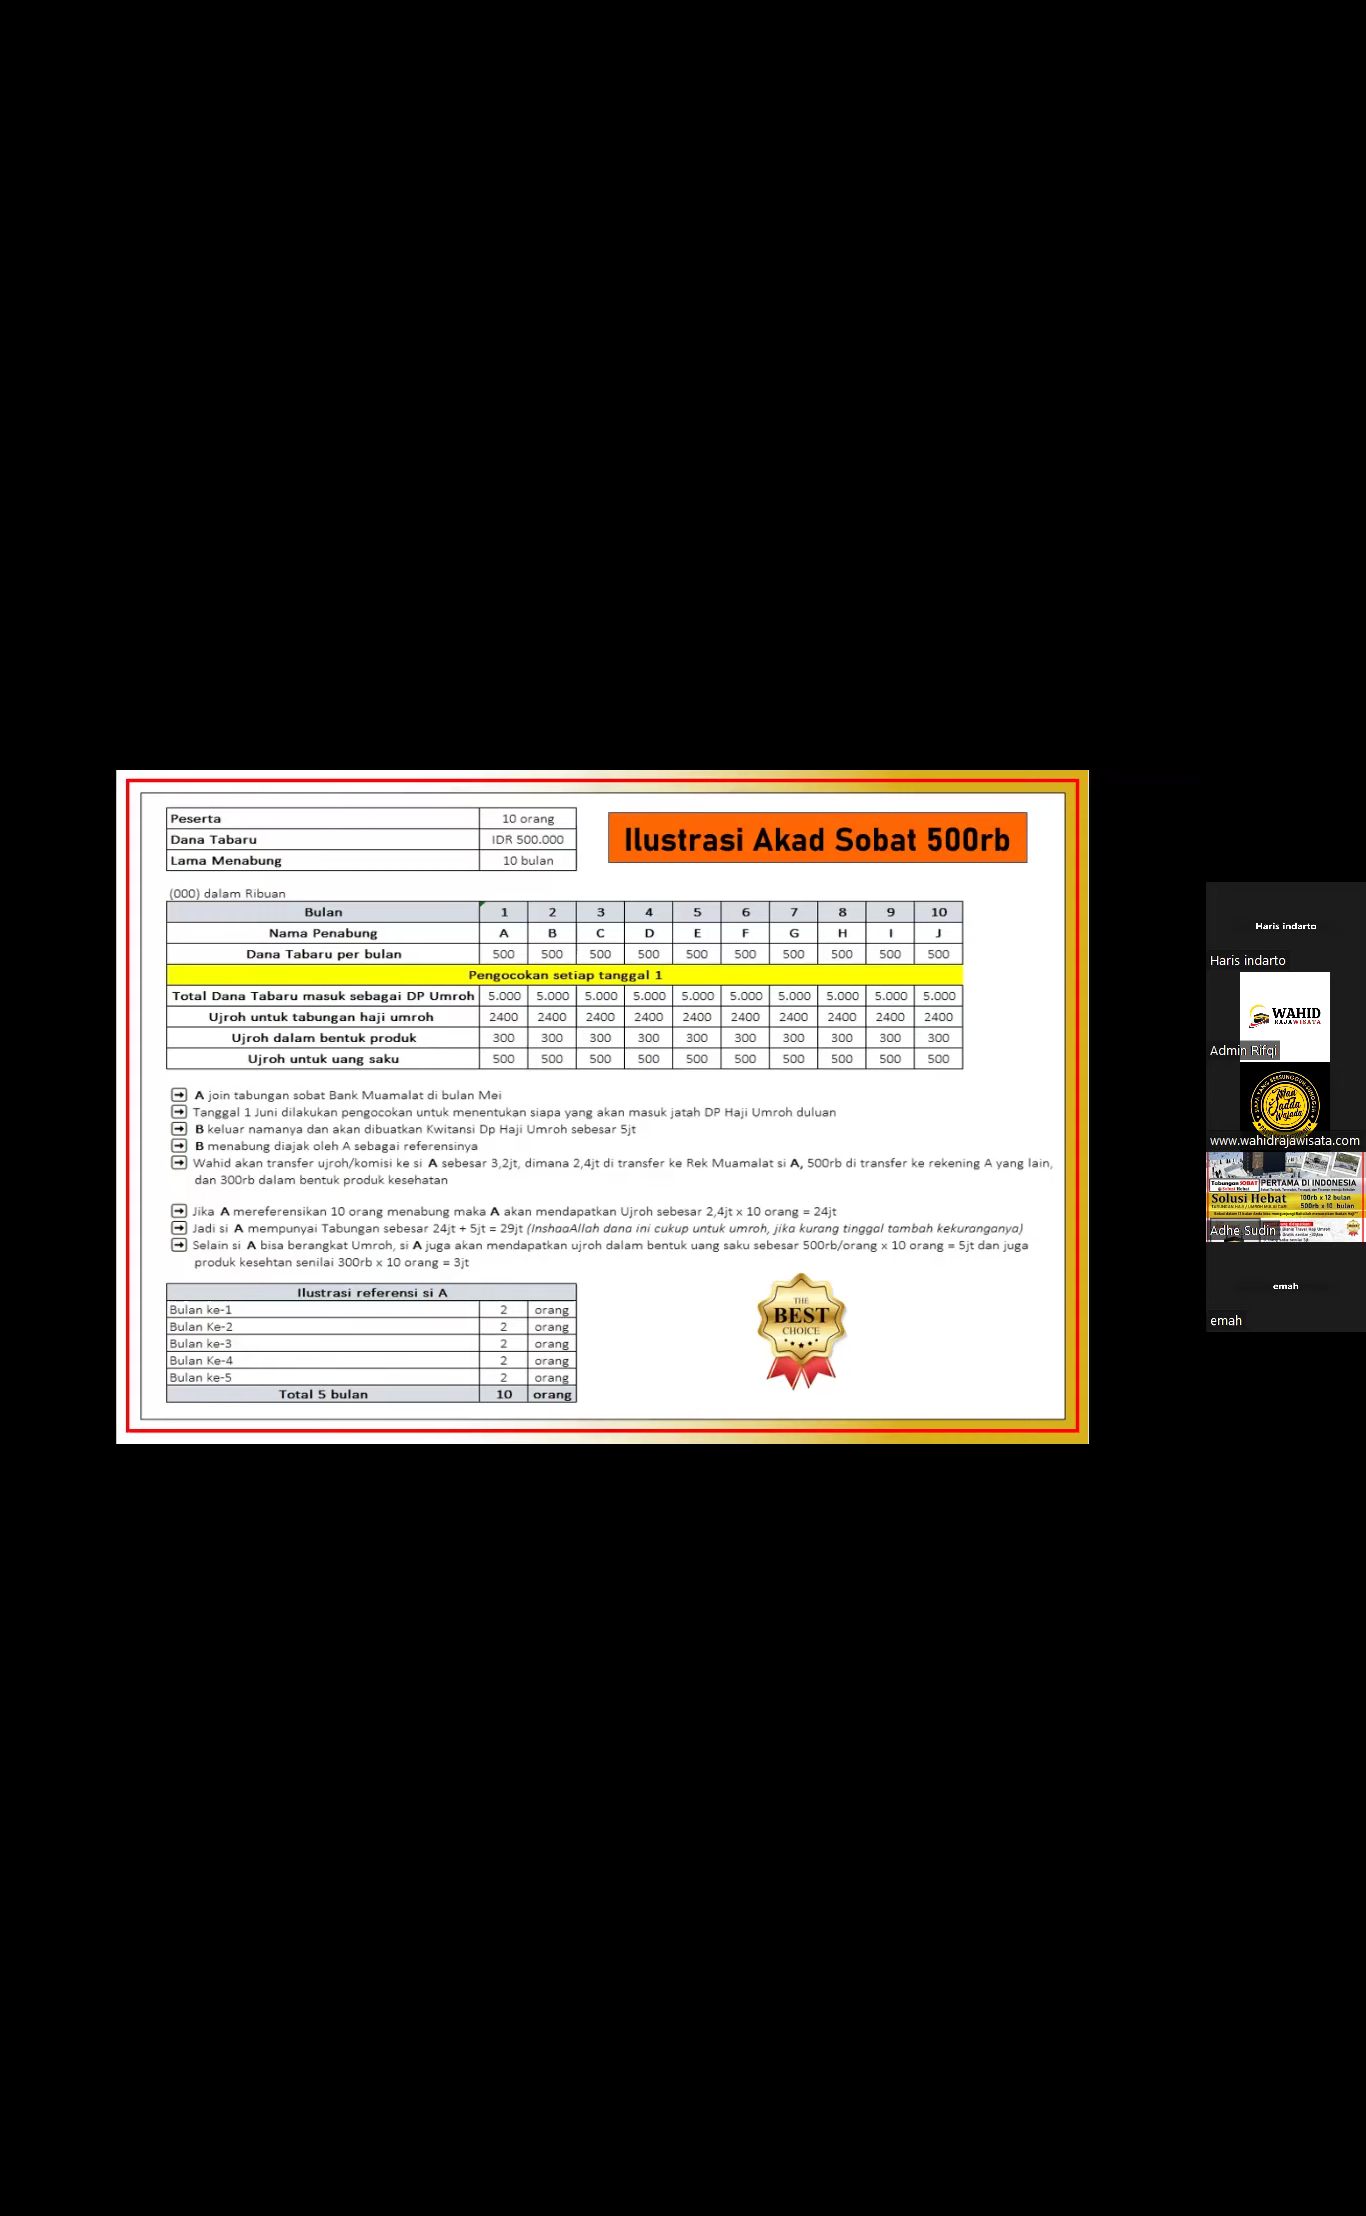 Peserta 10 orang
Dana Tabaru IDR 500.000
Lama Menabung 10 bulan
Ilustrasi Akad Sobat 500rb
(000) dalam Ribuan
Bulan 1 2 3 4 5 6 7 8 9 10
Nama Penabung A B C D E F G H I J
Dana Tabaru per bulan 500 500 500 500 500 500 500 500 500 500
Pengocokan setiap tanggal 1
Total Dana Tabaru masuk sebagai DP Umroh 5.000 5.000 5.000 5.000 5.000 5.000 5.000 5.000 5.000 5.000
Ujroh untuk tabungan haji umroh 2400 2400 2400 2400 2400 2400 2400 2400 2400 2400
Ujroh dalam bentuk produk 300 300 300 300 300 300 300 300 300 300
Ujroh untuk uang saku 500 500 500 500 500 500 500 500 500 500
A join tabungan sobat Bank Muamalat di bulan Mei
Tanggal 1 Juni dilakukan pengocokan untuk menentukan siapa yang akan masuk jatah DP Haji Umroh duluan
B keluar namanya dan akan dibuatkan Kwitansi Dp Haji Umroh sebesar 5jt
B menabung diajak oleh A sebagai referensinya
Wahid akan transfer ujroh/komisi ke si A sebesar 3,2jt, dimana 2,4jt di transfer ke Rek Muamalat si A, 500rb di transfer ke rekening A yang lain,
dan 300rb dalam bentuk produk kesehatan
Jika A mereferensikan 10 orang menabung maka A akan mendapatkan Ujroh sebesar 2,4jt x 10 orang = 24jt
Jadi si A mempunyai Tabungan sebesar 24jt + 5jt = 29jt (InshaaAllah dana ini cukup untuk umroh, jika kurang tinggal tambah kekurangannya)
Selain si A bisa berangkat Umroh, si A juga akan mendapatkan ujroh dalam bentuk uang saku sebesar 500rb/orang x 10 orang = 5jt dan juga
produk kesehtan senilai 300rb x 10 orang = 3jt
Ilustrasi referensi si A
Bulan ke-1 2 orang
Bulan Ke-2 2 orang
Bulan ke-3 2 orang
Bulan Ke-4 2 orang
Bulan ke-5 2 orang
Total 5 bulan 10 orang
THE
BEST
CHOICE
Haris indarto
Haris indarto
WAHID
RAJAWISATA
Admin Rifqi
Man
Jadda
Wajada
www.wahidrajawisata.com
Tabungan SOBAT PERTAMA DI INDONESIA
Solusi Hebat 100rb x 12 bulan
500rb x 10 bulan
Adhe Sudin
emah
emah